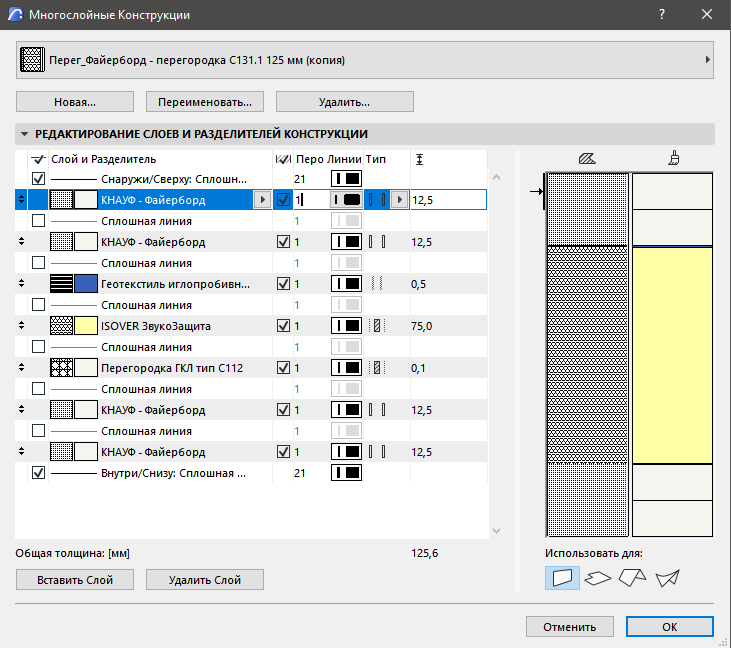 Многослойные Конструкции
Перег_Файерборд - перегородка С131.1 125 мм (копия)
Новая... Переименовать... Удалить...
РЕДАКТИРОВАНИЕ СЛОЕВ И РАЗДЕЛИТЕЛЕЙ КОНСТРУКЦИИ
Слой и Разделитель Перо Линии Тип
Снаружи/Сверху: Сплошн... 21
КНАУФ - Файерборд 1 12,5
Сплошная линия 1
КНАУФ - Файерборд 1 12,5
Сплошная линия 1
Геотекстиль иглопробивн... 1 0,5
Сплошная линия 1
ISOVER ЗвукоЗащита 1 75,0
Сплошная линия 1
Перегородка ГКЛ тип С112 1 0,1
Сплошная линия 1
КНАУФ - Файерборд 1 12,5
Сплошная линия 1
КНАУФ - Файерборд 1 12,5
Внутри/Снизу: Сплошная ... 21
Общая толщина: [мм] 125,6
Использовать для:
Вставить Слой Удалить Слой
Отменить OK